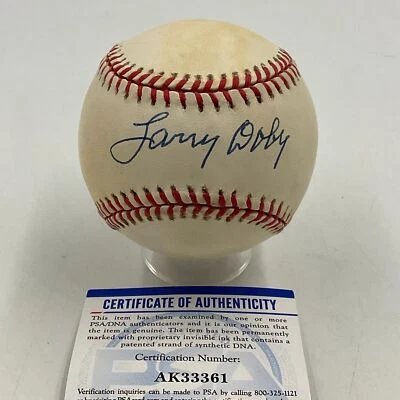 Larry Doby
CERTIFICATE OF AUTHENTICITY
This item has been examined by one or more
PSA/DNA authenticators and it is our opinion that
the item is genuine. The item has been permanently
marked with proprietary invisible ink that contains a
patented strand of synthetic DNA.
Certification Number:
AK33361
Verification inquiries can be made to PSA by calling 800-325-1121